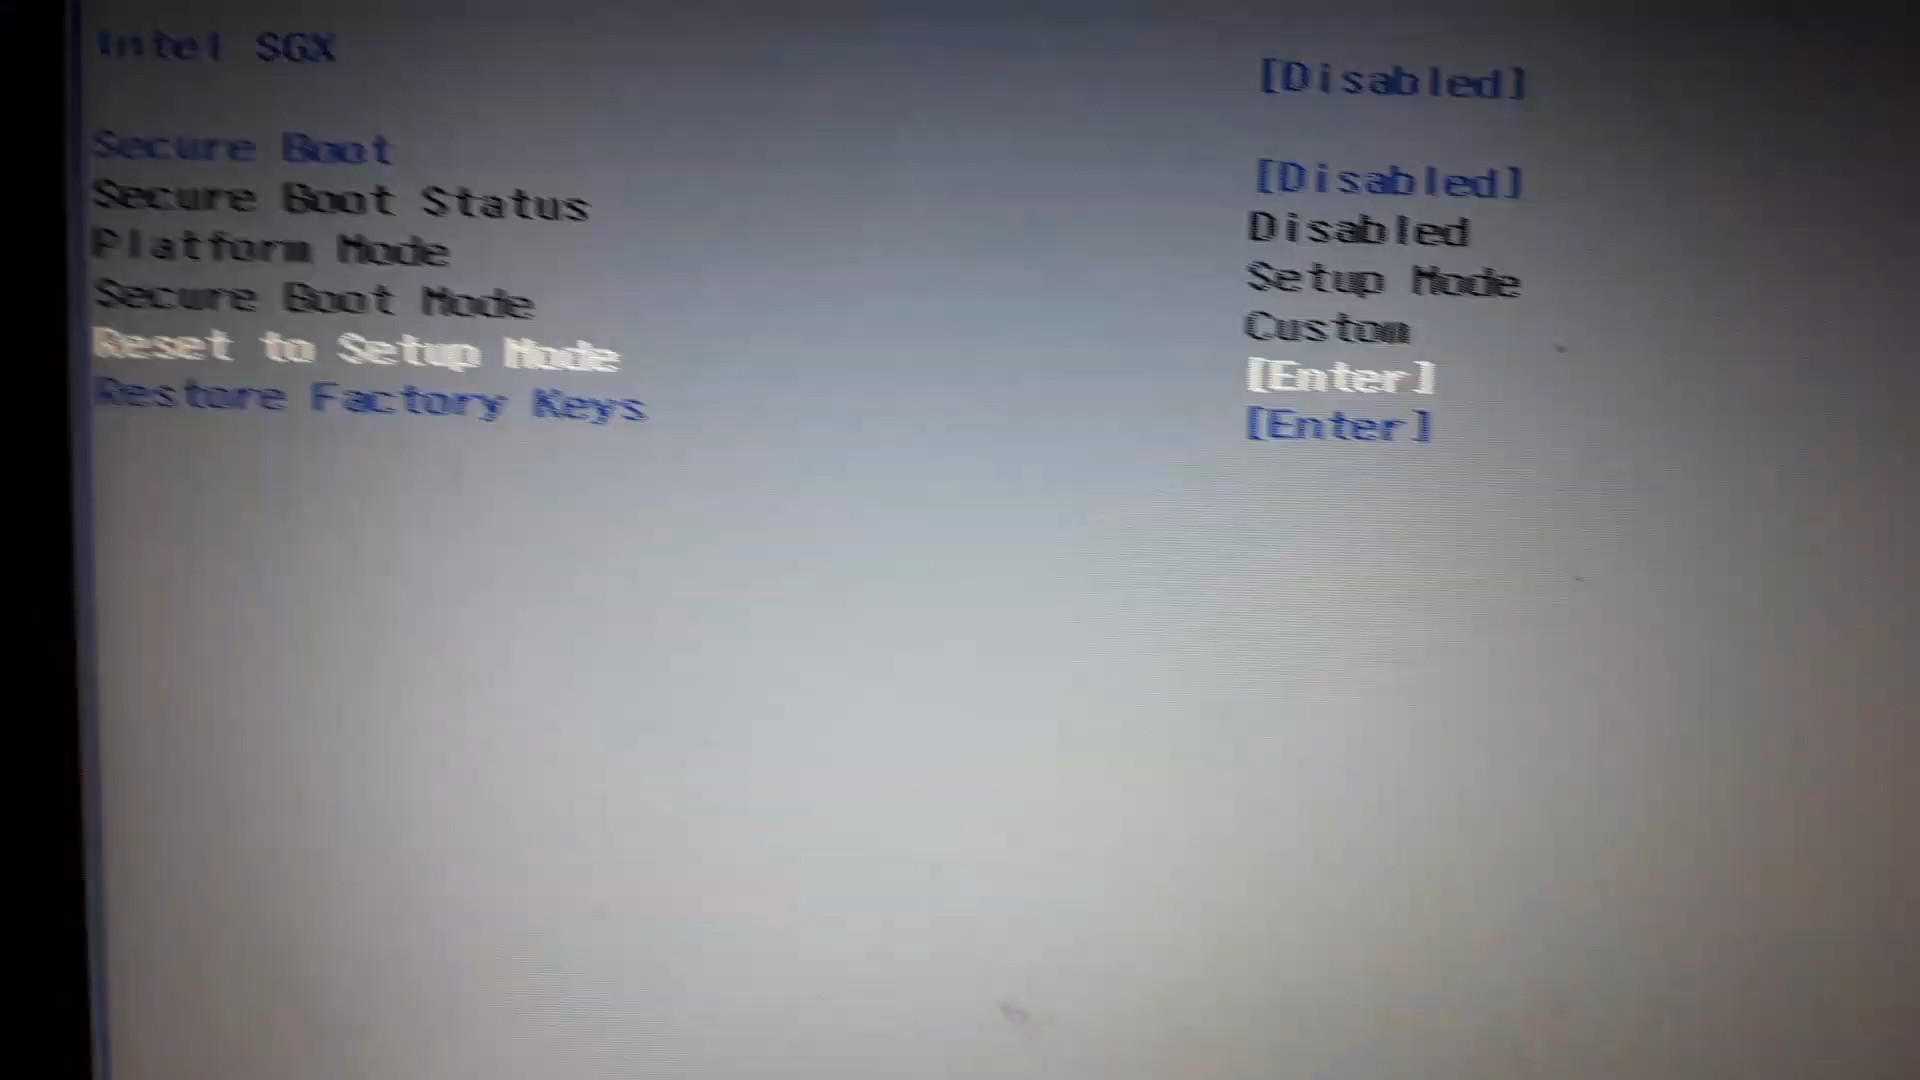 Intel SGX [Disabled]
Secure Boot [Disabled]
Secure Boot Status Disabled
Platform Mode Setup Mode
Secure Boot Mode Custom
Reset to Setup Mode [Enter]
Restore Factory Keys [Enter]